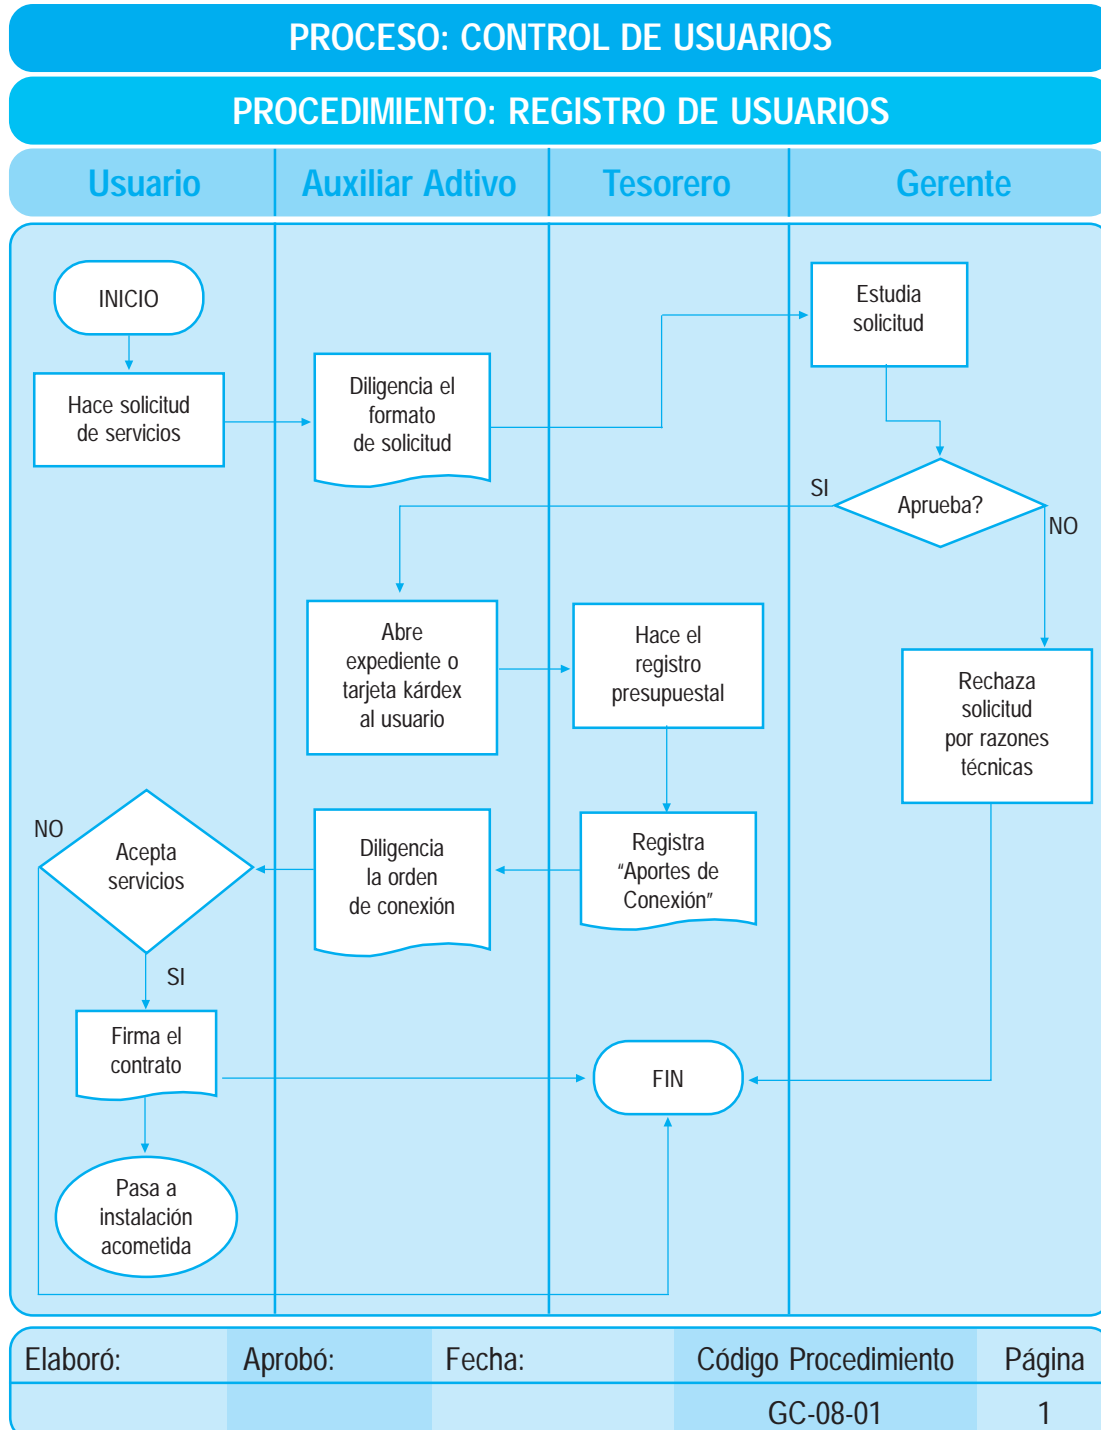 PROCESO: CONTROL DE USUARIOS
PROCEDIMIENTO: REGISTRO DE USUARIOS
Usuario
Auxiliar Adtivo
Tesorero
Gerente
INICIO
Hace solicitud
de servicios
Diligencia el
formato
de solicitud
Estudia
solicitud
SI
Aprueba?
NO
Abre
expediente o
tarjeta kárdex
al usuario
Hace el
registro
presupuestal
Rechaza
solicitud
por razones
técnicas
NO
Acepta
servicios
Diligencia
la orden
de conexión
Registra
“Aportes de
Conexión”
SI
Firma el
contrato
FIN
Pasa a
instalación
acometida
Elaboró:
Aprobó:
Fecha:
Código Procedimiento
Página
GC-08-01
1